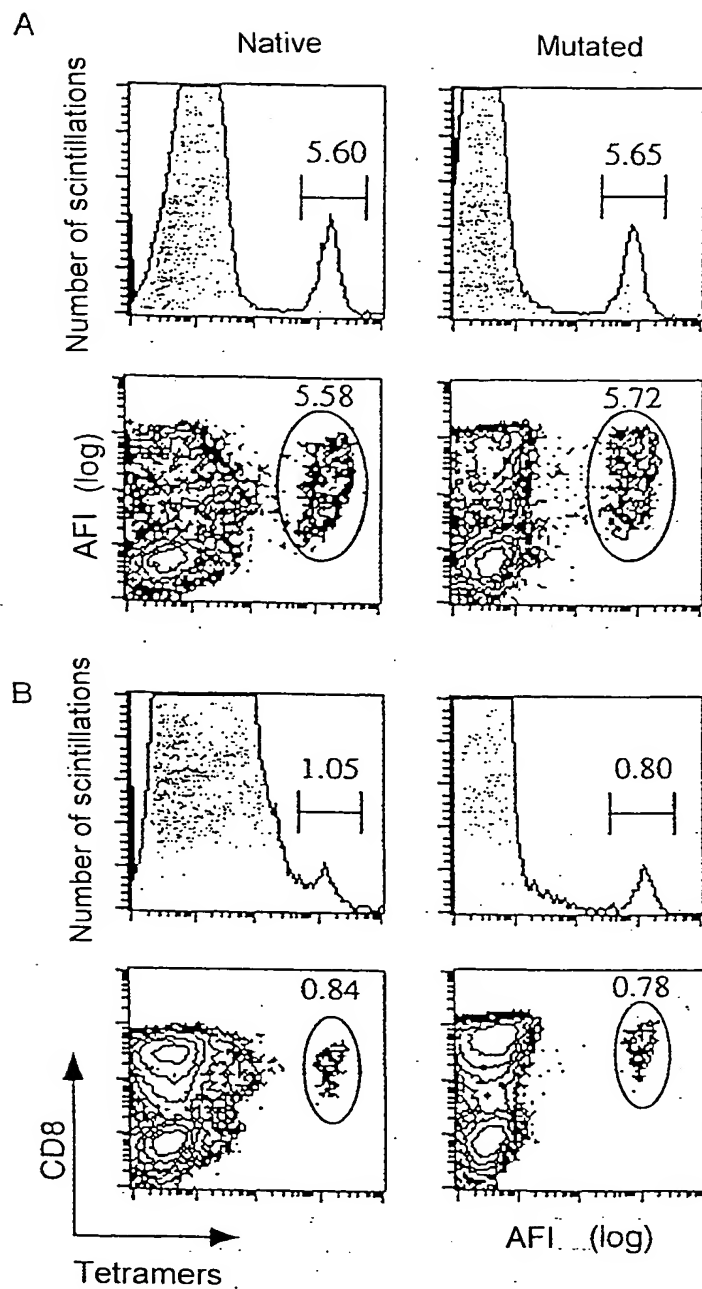 A
Native
Mutated
Number of scintillations
5.60
5.65
AFI (log)
5.58
5.72
B
Number of scintillations
1.05
0.80
CD8
0.84
0.78
Tetramers
AFI (log)